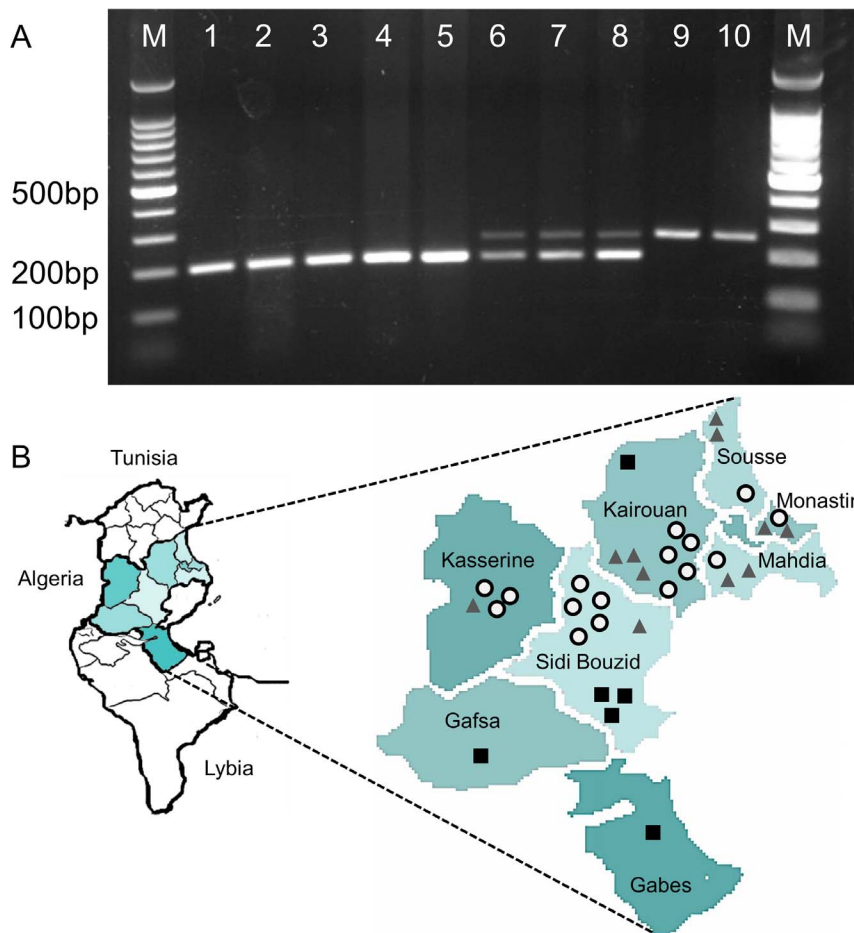 A
M 1 2 3 4 5 6 7 8 9 10 M
500bp
200bp
100bp
B
Tunisia
Algeria
Lybia
Sousse
Monastir
Kairouan
Mahdia
Kasserine
Sidi Bouzid
Gafsa
Gabes